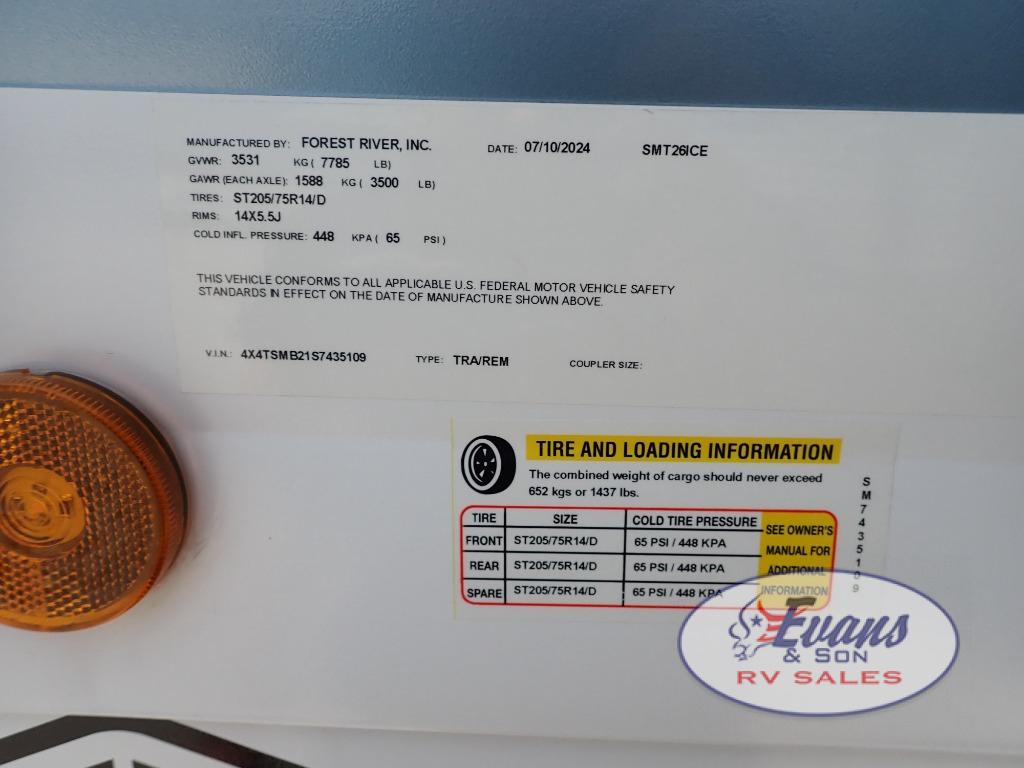 MANUFACTURED BY: FOREST RIVER, INC. DATE: 07/10/2024 SMT26ICE
GVWR: 3531 KG ( 7785 LB)
GAWR (EACH AXLE): 1588 KG ( 3500 LB)
TIRES: ST205/75R14/D
RIMS: 14X5.5J
COLD INFL. PRESSURE: 448 KPA ( 65 PSI )
THIS VEHICLE CONFORMS TO ALL APPLICABLE U.S. FEDERAL MOTOR VEHICLE SAFETY
STANDARDS IN EFFECT ON THE DATE OF MANUFACTURE SHOWN ABOVE.
V.I.N.: 4X4TSMB21S7435109 TYPE: TRA/REM COUPLER SIZE:
TIRE AND LOADING INFORMATION
The combined weight of cargo should never exceed
652 kgs or 1437 lbs.
TIRE SIZE COLD TIRE PRESSURE
FRONT ST205/75R14/D 65 PSI / 448 KPA
REAR ST205/75R14/D 65 PSI / 448 KPA
SPARE ST205/75R14/D 65 PSI / 448 KPA
SEE OWNER'S
MANUAL FOR
ADDITIONAL
INFORMATION
SM7435109
Evans
& SON
RV SALES